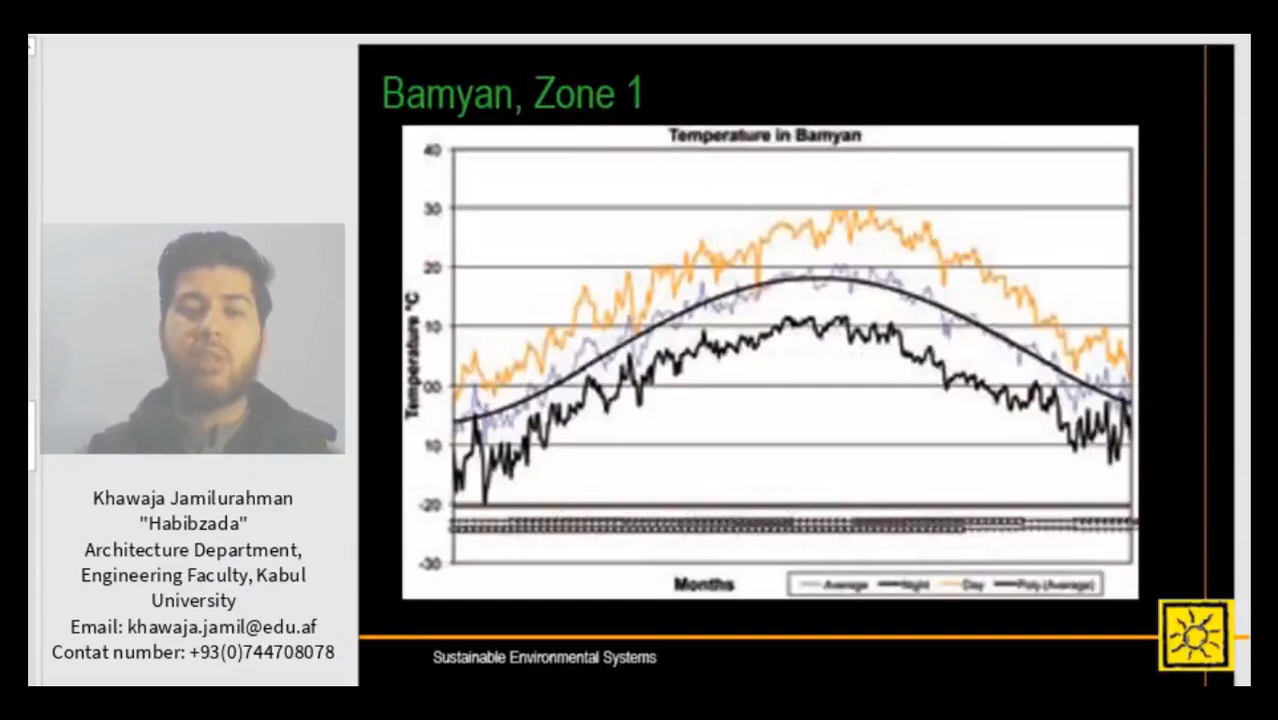 Bamyan, Zone 1
Temperature in Bamyan
40
30
20
10
00
10
-20
-30
Temperature °C
Months
Average
Night
Day
Poly.(Average)
Khawaja Jamilurahman
"Habibzada"
Architecture Department,
Engineering Faculty, Kabul
University
Email: khawaja.jamil@edu.af
Contat number: +93(0)744708078
Sustainable Environmental Systems